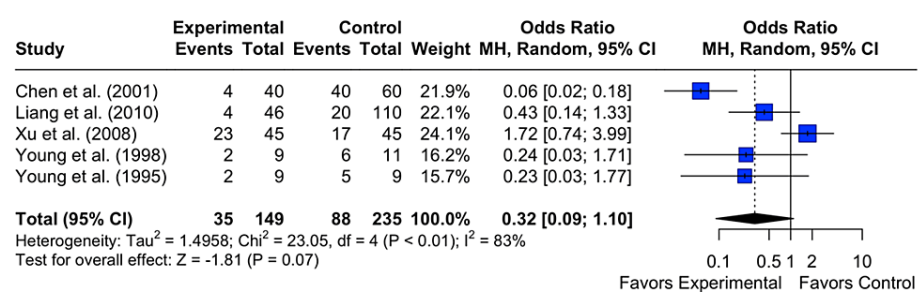 Experimental Control Odds Ratio Odds Ratio
Study Events Total Events Total Weight MH, Random, 95% CI MH, Random, 95% CI
Chen et al. (2001) 4 40 40 60 21.9% 0.06 [0.02; 0.18]
Liang et al. (2010) 4 46 20 110 22.1% 0.43 [0.14; 1.33]
Xu et al. (2008) 23 45 17 45 24.1% 1.72 [0.74; 3.99]
Young et al. (1998) 2 9 6 11 16.2% 0.24 [0.03; 1.71]
Young et al. (1995) 2 9 5 9 15.7% 0.23 [0.03; 1.77]
Total (95% CI) 35 149 88 235 100.0% 0.32 [0.09; 1.10]
Heterogeneity: Tau² = 1.4958; Chi² = 23.05, df = 4 (P < 0.01); I² = 83%
Test for overall effect: Z = -1.81 (P = 0.07)
0.1 0.5 1 2 10
Favors Experimental Favors Control